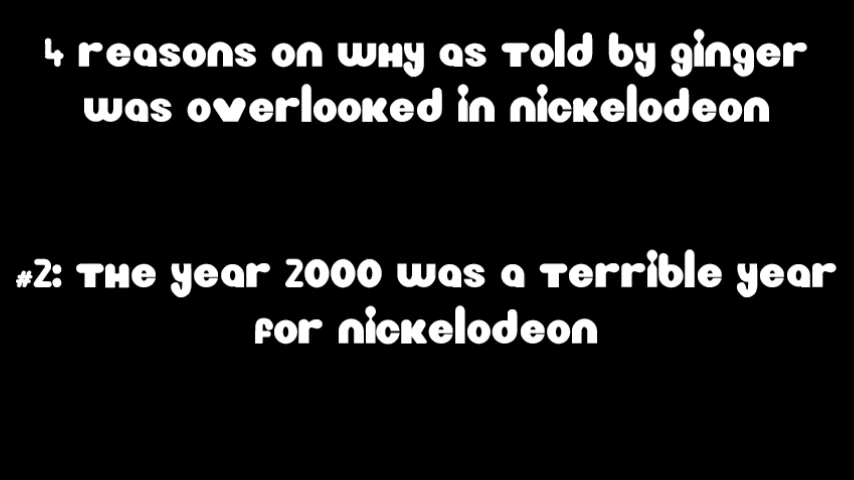 4 reasons on why as told by ginger
was overlooked in nickelodeon
#2: the year 2000 was a terrible year
for nickelodeon